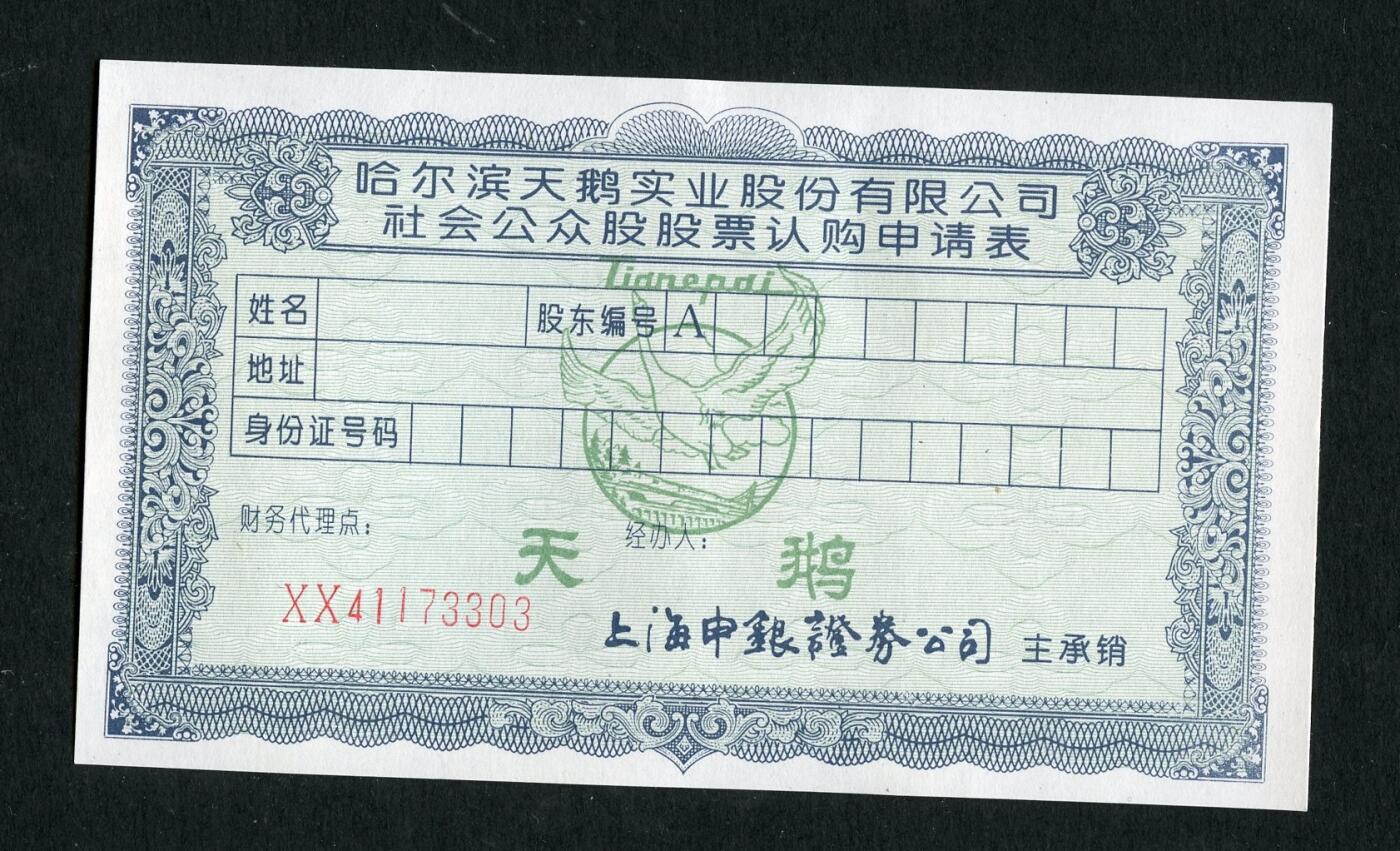 哈尔滨天鹅实业股份有限公司
社会公众股股票认购申请表
Tianepai
姓名 股东编号 A
地址
身份证号码
财务代理点： 经办人：
天鹅
XX41173303
上海申銀證券公司 主承销